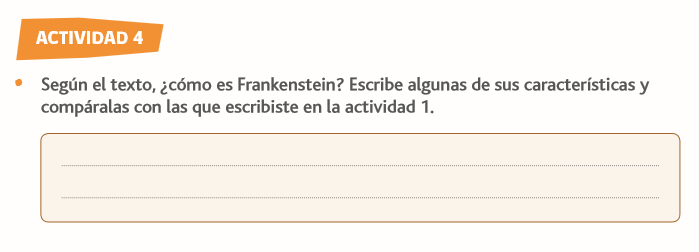 ACTIVIDAD 4
• Según el texto, ¿cómo es Frankenstein? Escribe algunas de sus características y
compáralas con las que escribiste en la actividad 1.